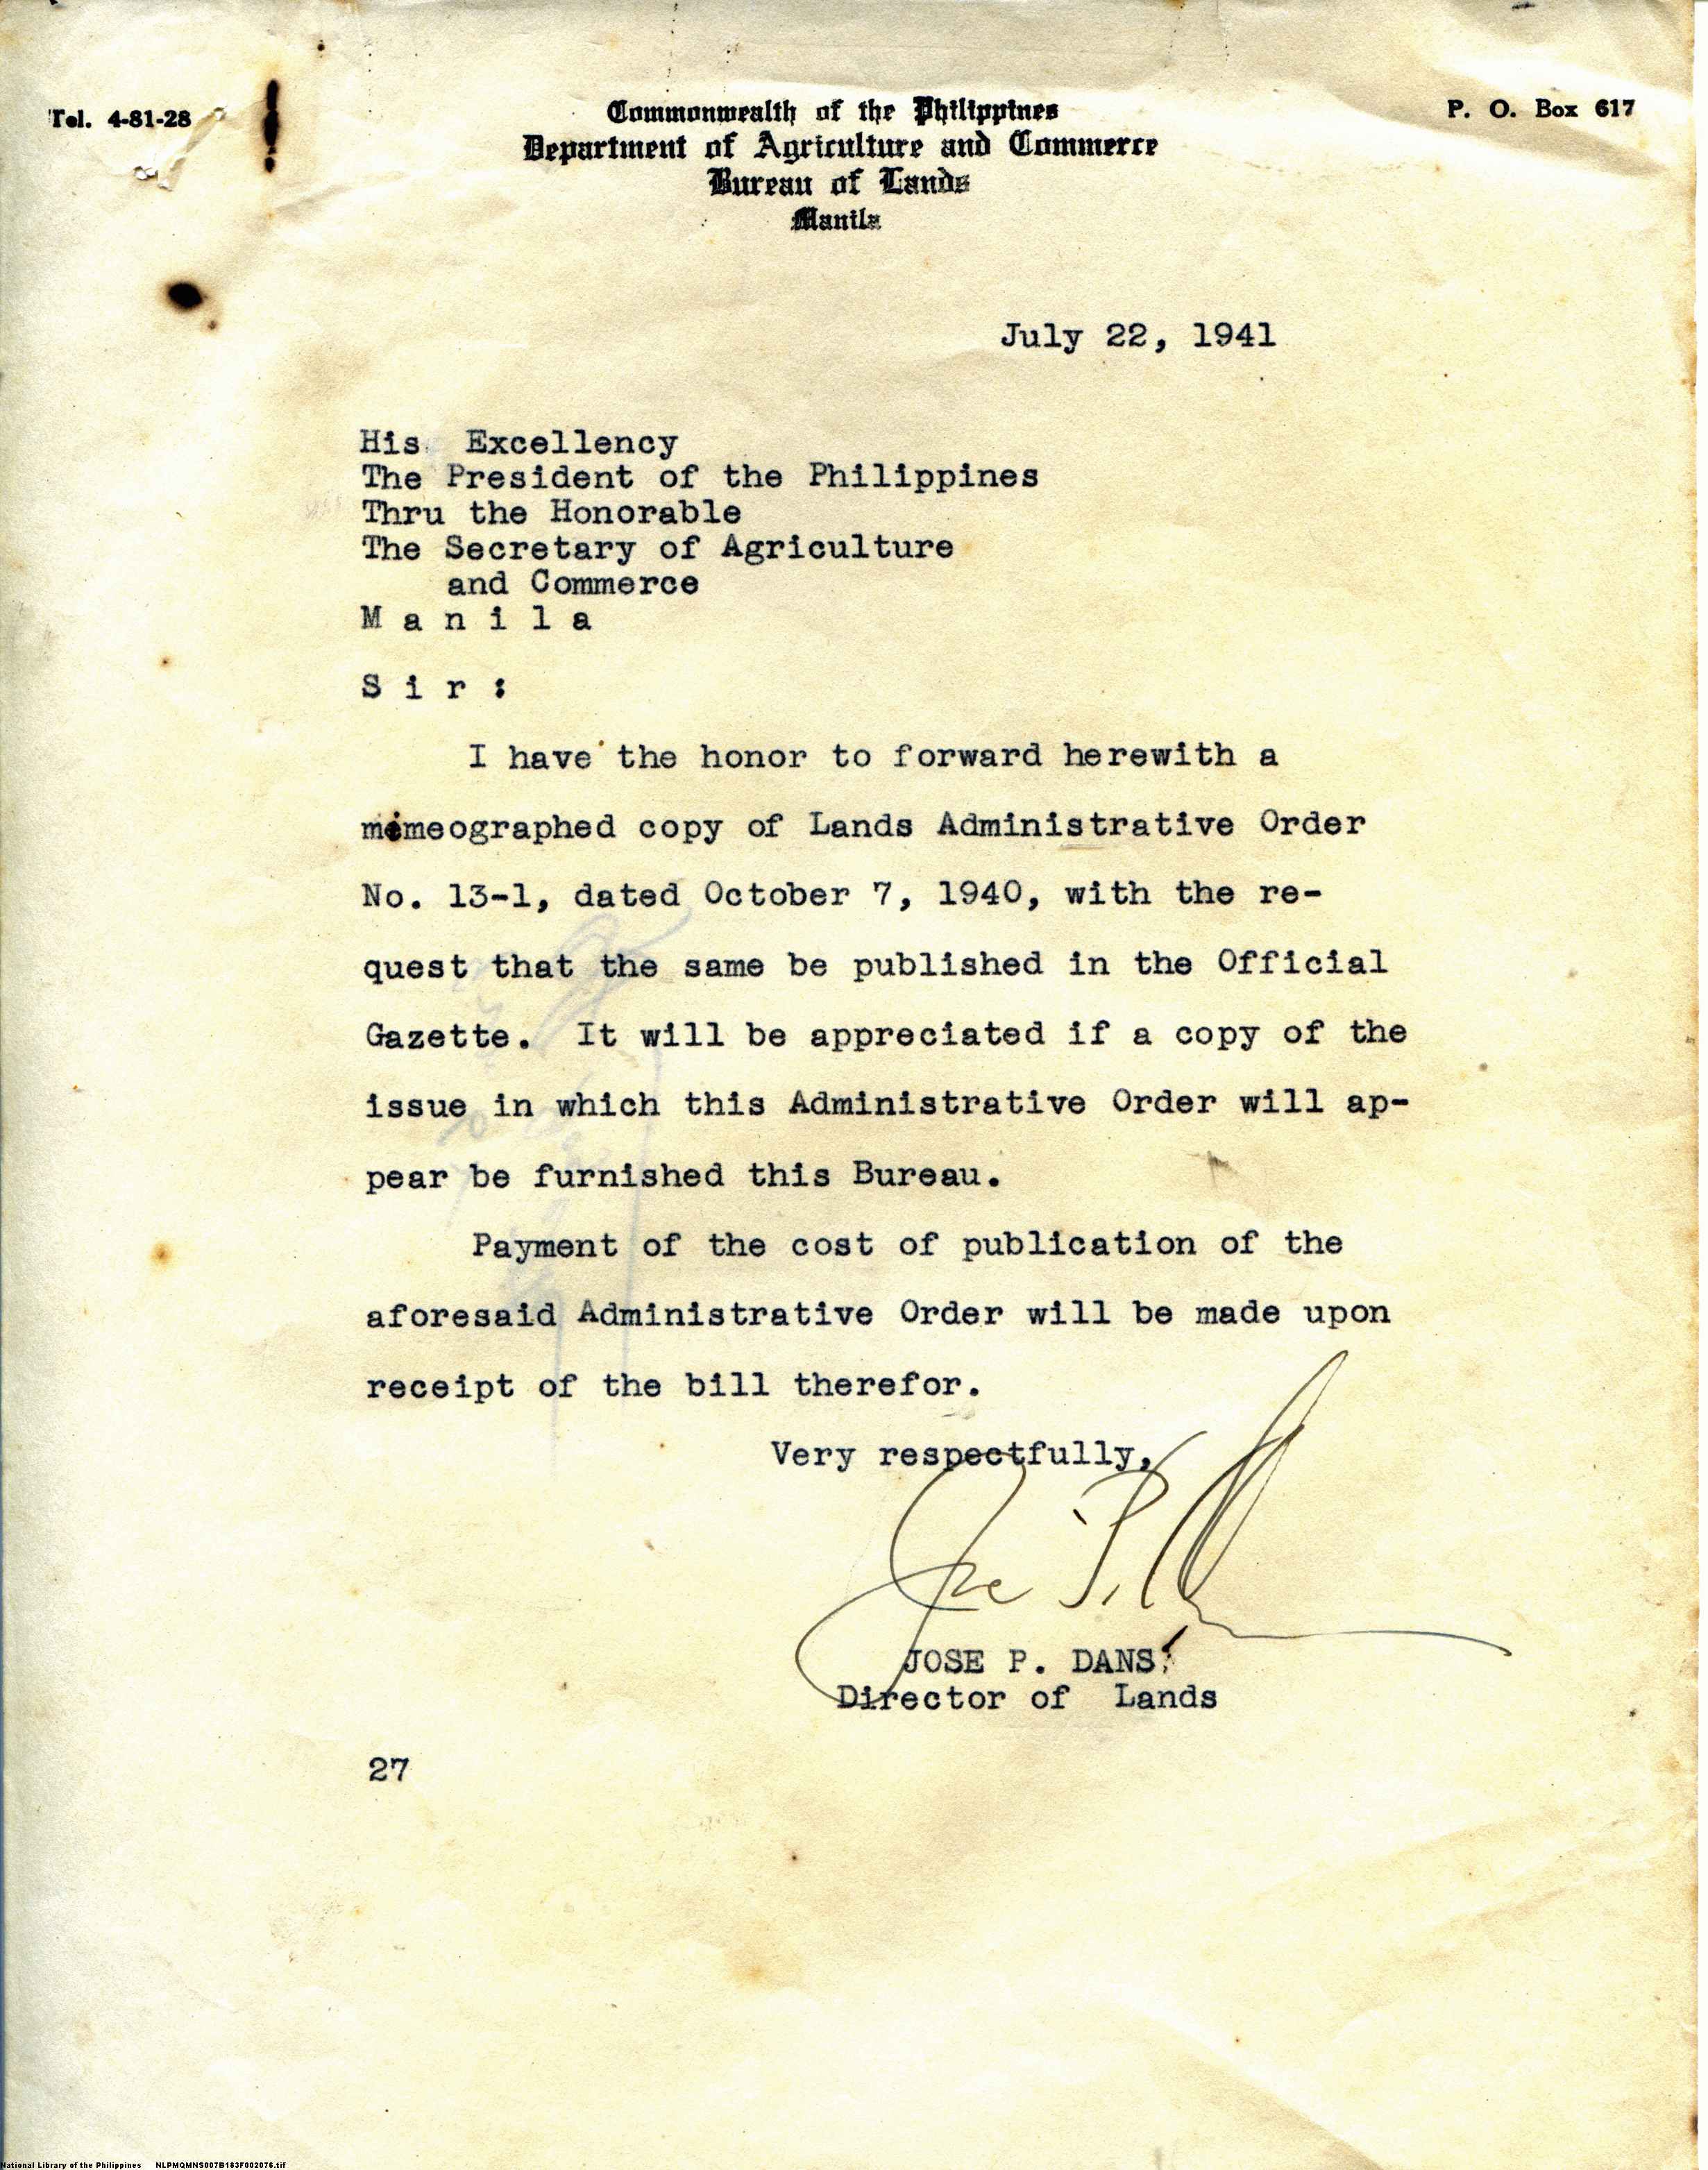 Tel. 4-81-28
Commonwealth of the Philippines
P. O. Box 617
Department of Agriculture and Commerce
Bureau of Lands
Manila
July 22, 1941
His Excellency
The President of the Philippines
Thru the Honorable
The Secretary of Agriculture
and Commerce
M a n i l a
S i r :
I have the honor to forward herewith a
mimeographed copy of Lands Administrative Order
No. 13-1, dated October 7, 1940, with the re-
quest that the same be published in the Official
Gazette. It will be appreciated if a copy of the
issue in which this Administrative Order will ap-
pear be furnished this Bureau.
Payment of the cost of publication of the
aforesaid Administrative Order will be made upon
receipt of the bill therefor.
Very respectfully,
JOSE P. DANS
Director of Lands
27
National Library of the Philippines NLPMQMNS007B183F002076.tif